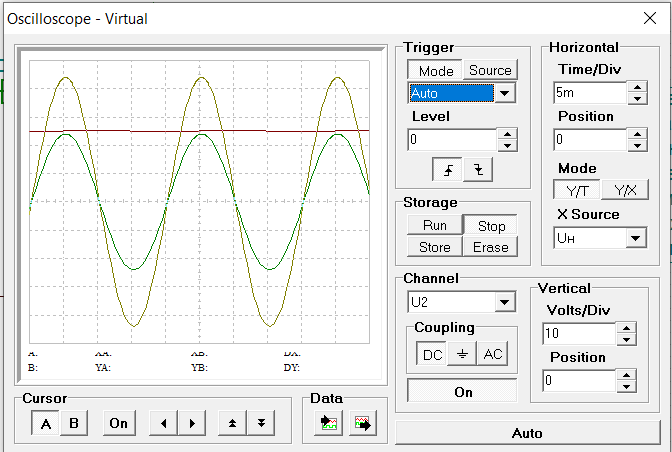 Oscilloscope - Virtual
A: XA: XB: DX:
B: YA: YB: DY:
Cursor
A B On
Data
Trigger
Mode Source
Auto
Level
0
Storage
Run Stop
Store Erase
Horizontal
Time/Div
5m
Position
0
Mode
Y/T Y/X
X Source
UH
Channel
U2
Coupling
DC AC
On
Vertical
Volts/Div
10
Position
0
Auto